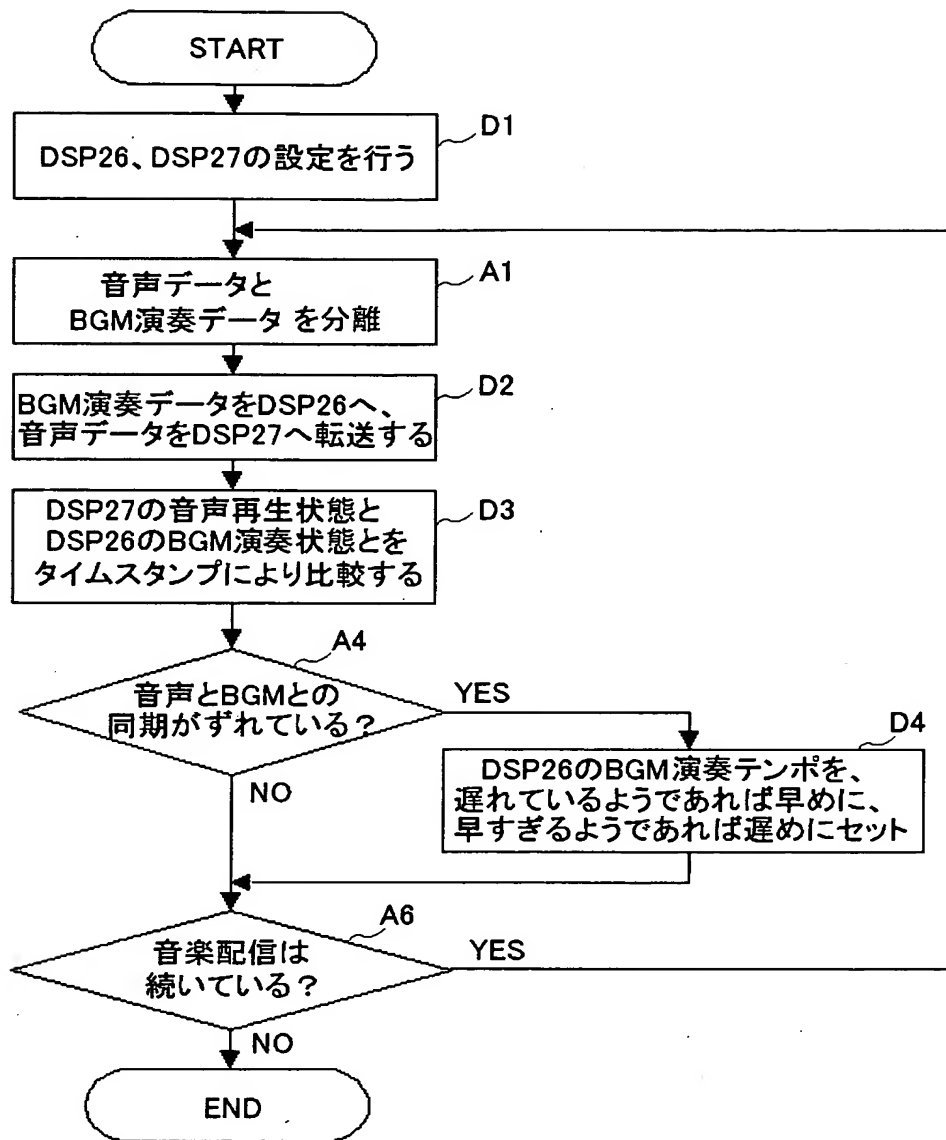 START
D1
DSP26、DSP27の設定を行う
A1
音声データと
BGM演奏データ を分離
D2
BGM演奏データをDSP26へ、
音声データをDSP27へ転送する
D3
DSP27の音声再生状態と
DSP26のBGM演奏状態とを
タイムスタンプにより比較する
A4
音声とBGMとの
同期がずれている？
YES
NO
D4
DSP26のBGM演奏テンポを、
遅れているようであれば早めに、
早すぎるようであれば遅めにセット
A6
音楽配信は
続いている？
YES
NO
END